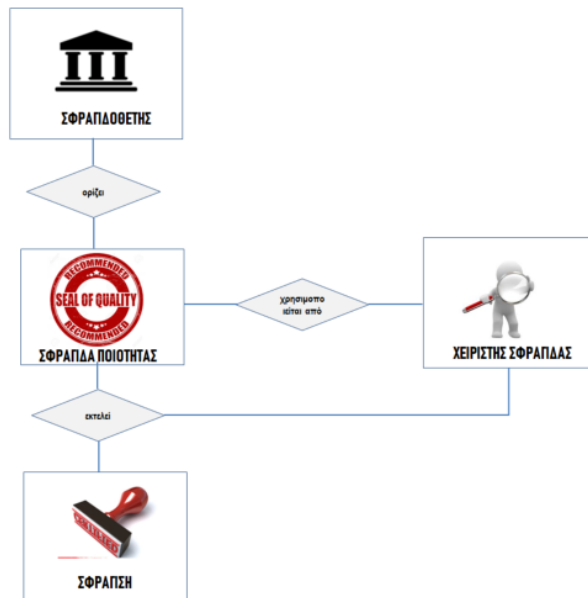 ΣΦΡΑΓΙΔΟΘΕΤΗΣ
ορίζει
RECOMMENDED
SEAL OF QUALITY
RECOMMENDED
ΣΦΡΑΓΙΔΑ ΠΟΙΟΤΗΤΑΣ
χρησιμοπο
ιείται από
ΧΕΙΡΙΣΤΗΣ ΣΦΡΑΓΙΔΑΣ
εκτελεί
ΣΦΡΑΓΙΣΗ